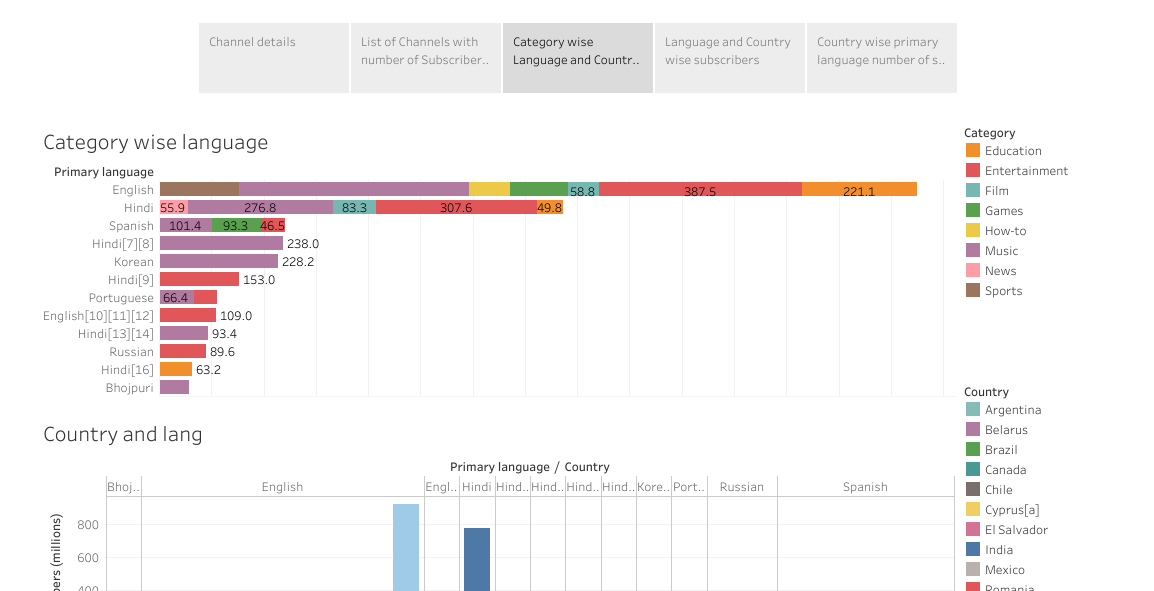 Channel details
List of Channels with
number of Subscriber..
Category wise
Language and Countr..
Language and Country
wise subscribers
Country wise primary
language number of s..
Category wise language
Primary language
English
58.8
387.5
221.1
Hindi
55.9
276.8
83.3
307.6
49.8
Spanish
101.4
93.3
46.5
Hindi[7][8]
238.0
Korean
228.2
Hindi[9]
153.0
Portuguese
66.4
English[10][11][12]
109.0
Hindi[13][14]
93.4
Russian
89.6
Hindi[16]
63.2
Bhojpuri
Category
Education
Entertainment
Film
Games
How-to
Music
News
Sports
Country and lang
Primary language / Country
Bhoj..
English
Engl..
Hindi
Hind..
Hind..
Hind..
Hind..
Kore..
Port..
Russian
Spanish
800
600
400
(millions)
Country
Argentina
Belarus
Brazil
Canada
Chile
Cyprus[a]
El Salvador
India
Mexico
Romania